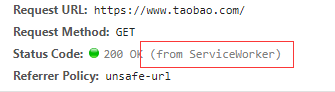 Request URL: https://www.taobao.com/
Request Method: GET
Status Code: 200 OK (from ServiceWorker)
Referrer Policy: unsafe-url